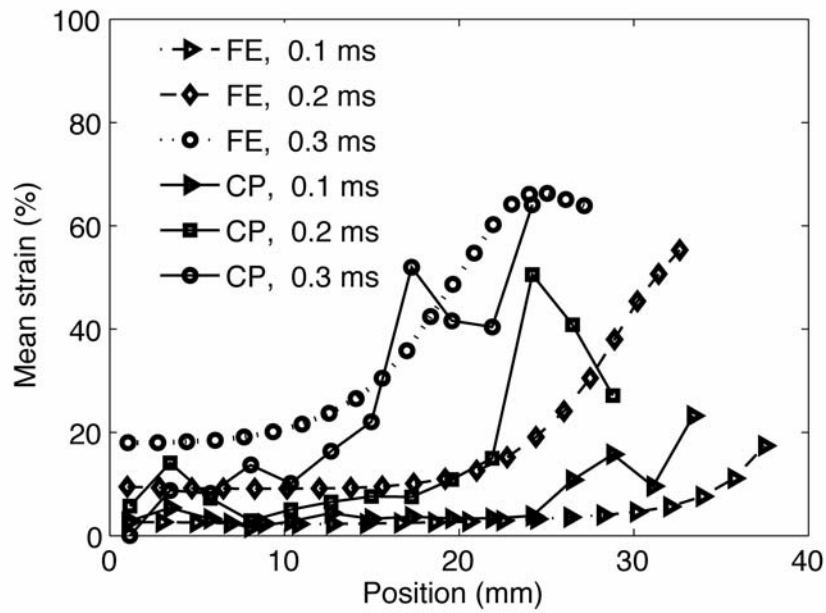 100
80
60
40
20
0
Mean strain (%)
FE, 0.1 ms
FE, 0.2 ms
FE, 0.3 ms
CP, 0.1 ms
CP, 0.2 ms
CP, 0.3 ms
0 10 20 30 40
Position (mm)